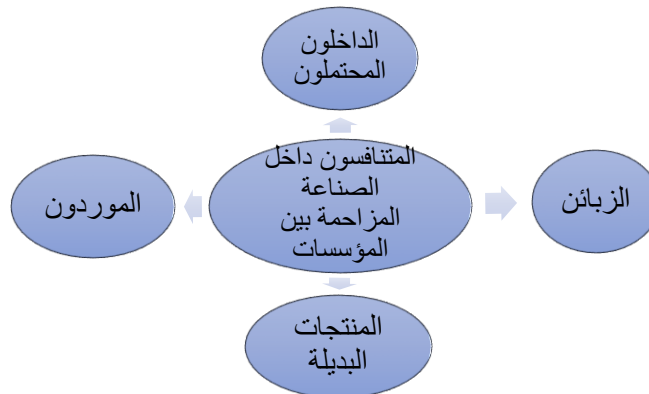 الداخلون
المحتملون
المتنافسون داخل
الصناعة
المزاحمة بين
المؤسسات
الزبائن
الموردون
المنتجات
البديلة